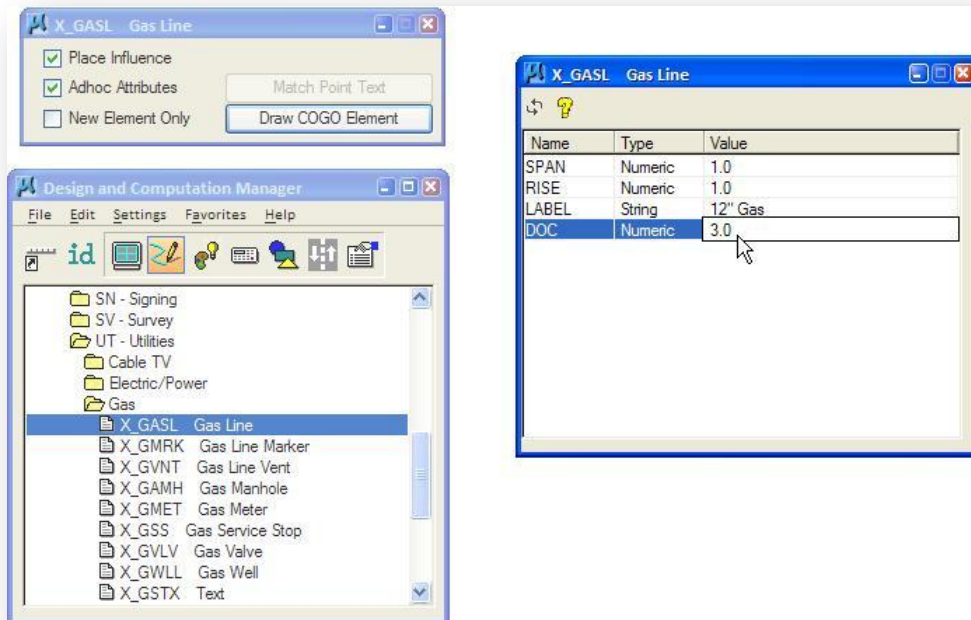 X_GASL Gas Line
Place Influence
Adhoc Attributes
Match Point Text
New Element Only
Draw COGO Element
Design and Computation Manager
File Edit Settings Favorites Help
id
SN - Signing
SV - Survey
UT - Utilities
Cable TV
Electric/Power
Gas
X_GASL Gas Line
X_GMRK Gas Line Marker
X_GVNT Gas Line Vent
X_GAMH Gas Manhole
X_GMET Gas Meter
X_GSS Gas Service Stop
X_GVLV Gas Valve
X_GWLL Gas Well
X_GSTX Text
X_GASL Gas Line
Name Type Value
SPAN Numeric 1.0
RISE Numeric 1.0
LABEL String 12" Gas
DOC Numeric 3.0